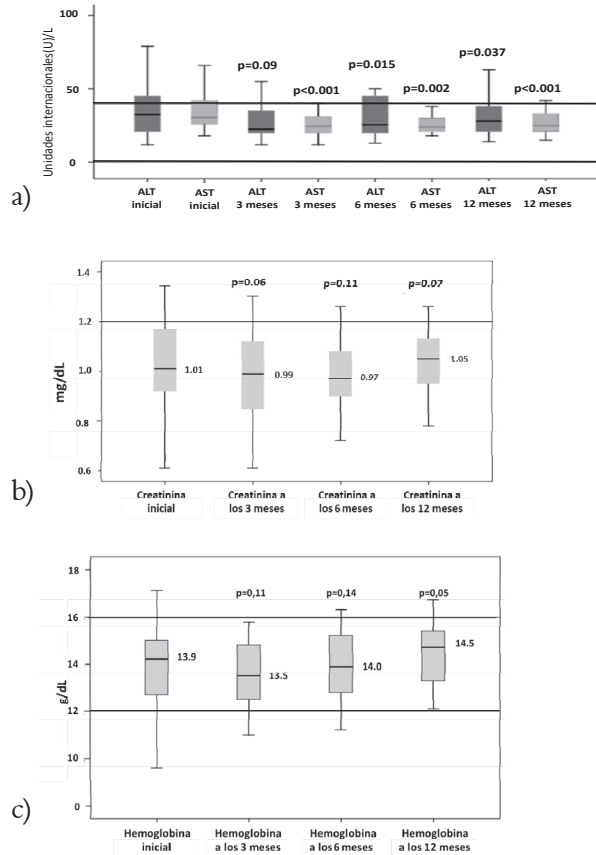 100
p=0.09
p<0.001
p=0.015
p=0.002
p=0.037
p<0.001
50
0
Unidades internacionales(U)/L
ALT inicial
AST inicial
ALT 3 meses
AST 3 meses
ALT 6 meses
AST 6 meses
ALT 12 meses
AST 12 meses
a)
1.4
1.2
1.0
0.8
0.6
mg/dL
p=0.06
p=0.11
p=0.07
1.01
0.99
0.97
1.05
Creatinina inicial
Creatinina a los 3 meses
Creatinina a los 6 meses
Creatinina a los 12 meses
b)
18
16
14
12
10
0
g/dL
p=0,11
p=0,14
p=0,05
13.9
13.5
14.0
14.5
Hemoglobina inicial
Hemoglobina a los 3 meses
Hemoglobina a los 6 meses
Hemoglobina a los 12 meses
c)